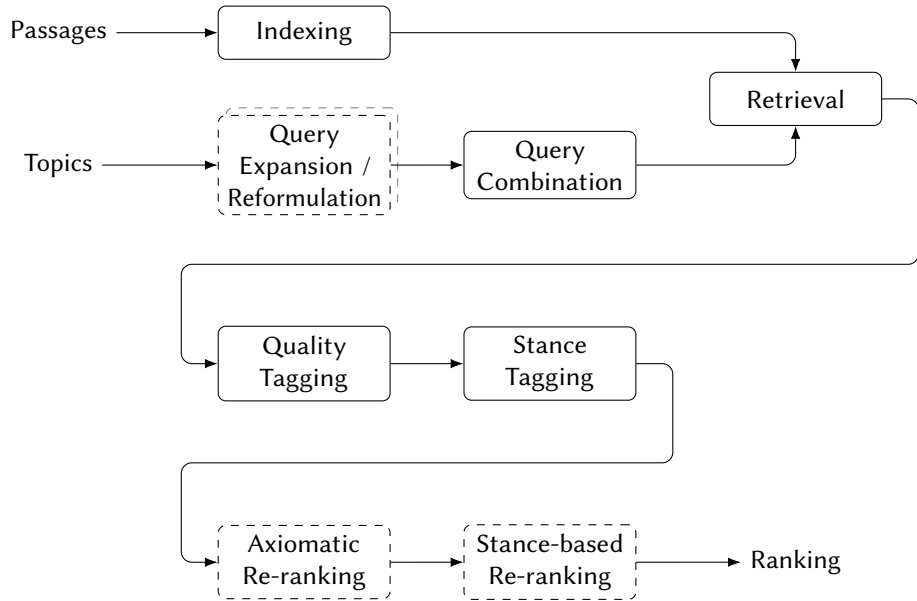 Passages
Indexing
Retrieval
Topics
Query
Expansion /
Reformulation
Query
Combination
Quality
Tagging
Stance
Tagging
Axiomatic
Re-ranking
Stance-based
Re-ranking
Ranking